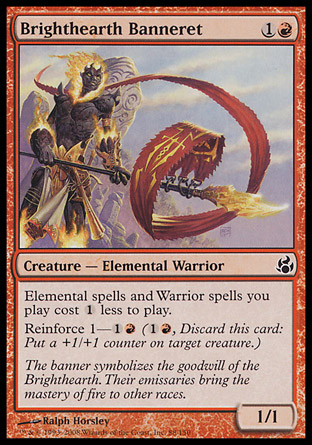 Brighthearth Banneret 1
Creature — Elemental Warrior
Elemental spells and Warrior spells you
play cost 1 less to play.
Reinforce 1—1 (1, Discard this card:
Put a +1/+1 counter on target creature.)
The banner symbolizes the goodwill of the
Brighthearth. Their emissaries bring the
mastery of fire to other races.
Ralph Horsley
1/1